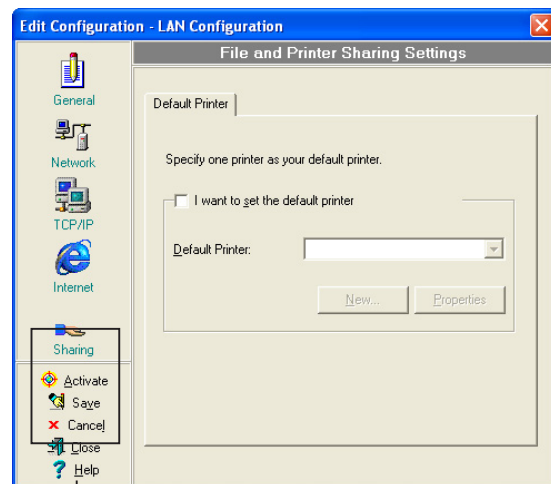 Edit Configuration - LAN Configuration
File and Printer Sharing Settings
General
Network
TCP/IP
Internet
Sharing
Activate
Save
Cancel
Close
Help
Default Printer
Specify one printer as your default printer.
I want to set the default printer
Default Printer:
New...
Properties